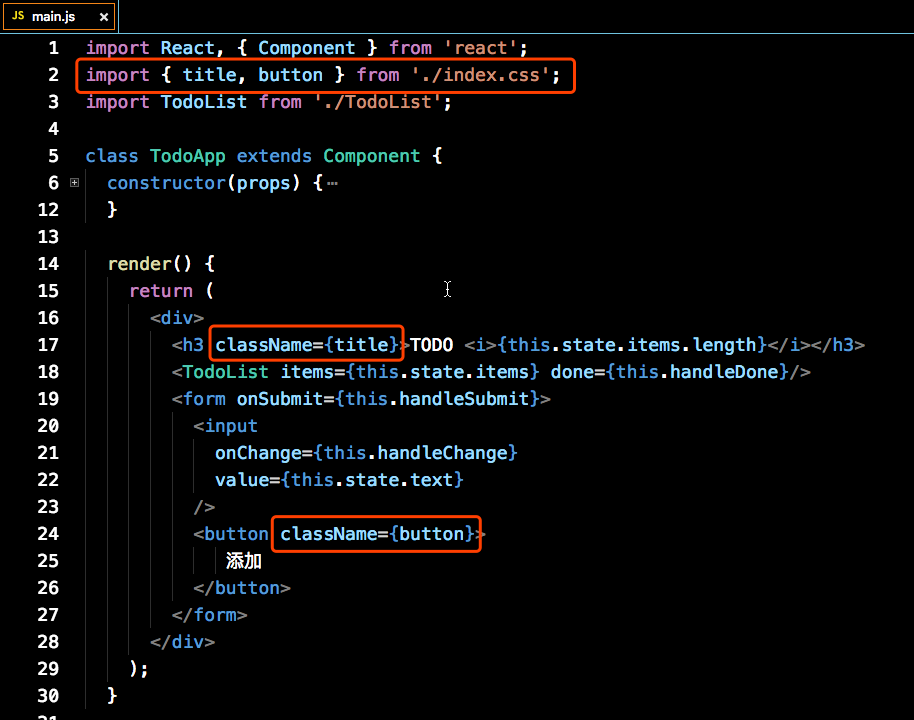 JS main.js ×
1 import React, { Component } from 'react';
2 import { title, button } from './index.css';
3 import TodoList from './TodoList';
4
5 class TodoApp extends Component {
6 constructor(props) {⋯
12 }
13
14 render() {
15 return (
16 <div>
17 <h3 className={title}>TODO <i>{this.state.items.length}</i></h3>
18 <TodoList items={this.state.items} done={this.handleDone}/>
19 <form onSubmit={this.handleSubmit}>
20 <input
21 onChange={this.handleChange}
22 value={this.state.text}
23 />
24 <button className={button}>
25 添加
26 </button>
27 </form>
28 </div>
29 );
30 }